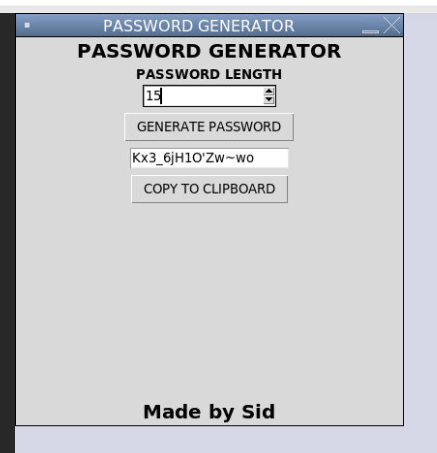 PASSWORD GENERATOR
PASSWORD GENERATOR
PASSWORD LENGTH
15
GENERATE PASSWORD
Kx3_6jH1O'Zw~wo
COPY TO CLIPBOARD
Made by Sid